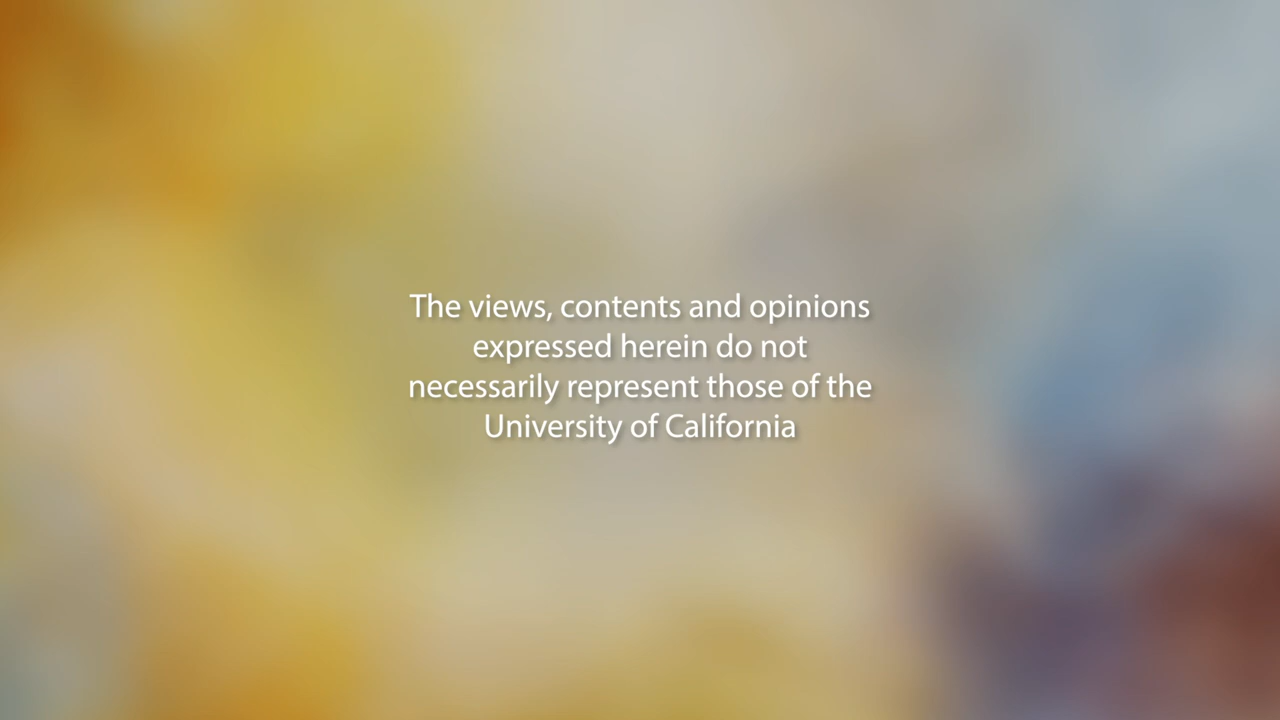 The views, contents and opinions
expressed herein do not
necessarily represent those of the
University of California